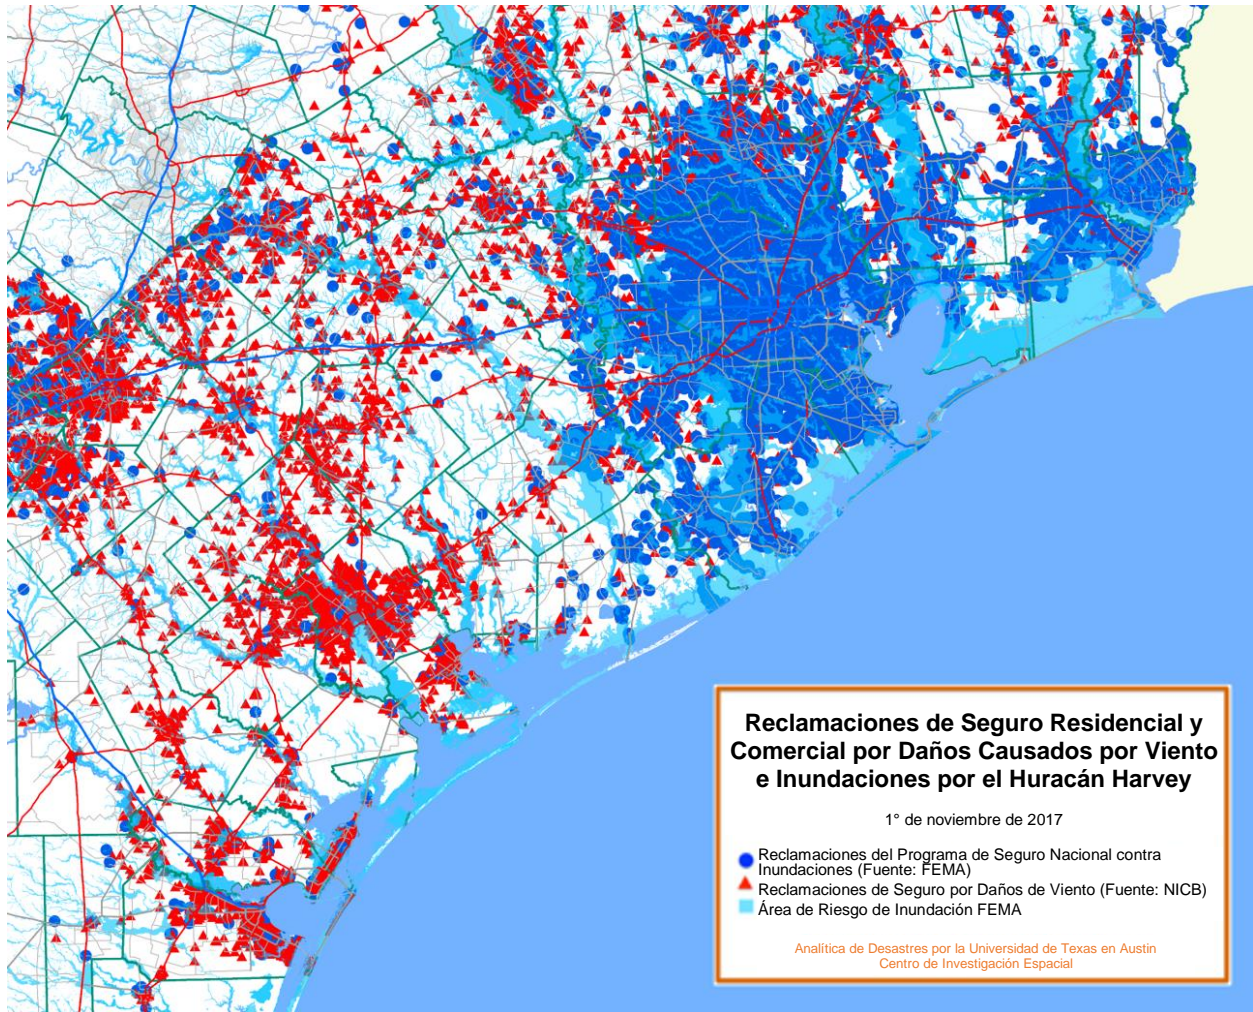 Reclamaciones de Seguro Residencial y
Comercial por Daños Causados por Viento
e Inundaciones por el Huracán Harvey
1° de noviembre de 2017
Reclamaciones del Programa de Seguro Nacional contra
Inundaciones (Fuente: FEMA)
Reclamaciones de Seguro por Daños de Viento (Fuente: NICB)
Área de Riesgo de Inundación FEMA
Analítica de Desastres por la Universidad de Texas en Austin
Centro de Investigación Espacial